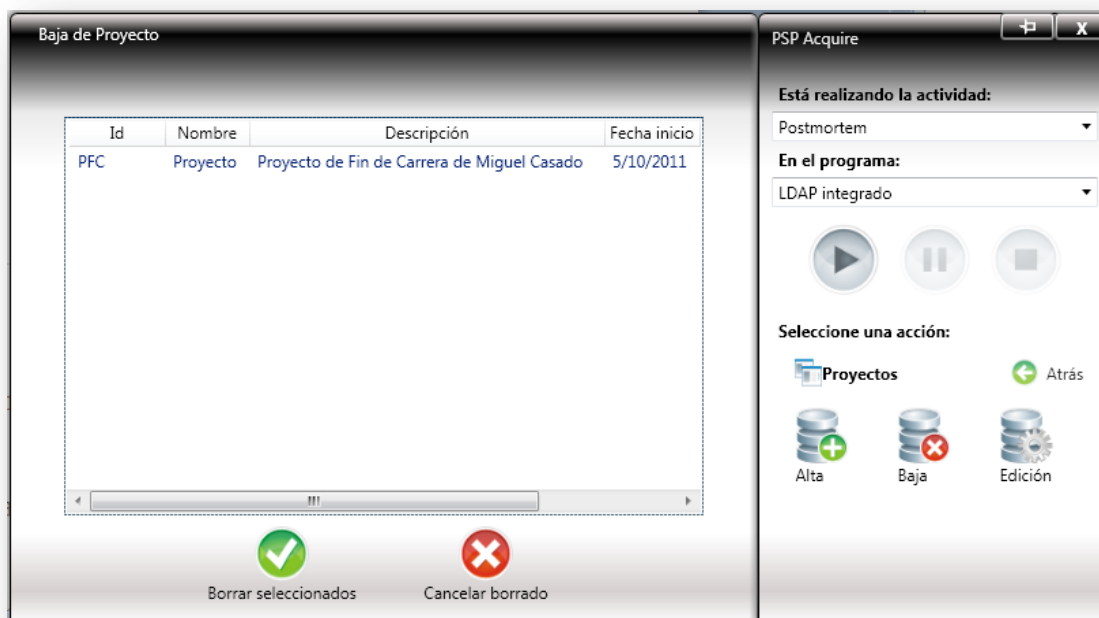 Baja de Proyecto
Id Nombre Descripción Fecha inicio
PFC Proyecto Proyecto de Fin de Carrera de Miguel Casado 5/10/2011
Borrar seleccionados Cancelar borrado
PSP Acquire
X
Está realizando la actividad:
Postmortem
En el programa:
LDAP integrado
Seleccione una acción:
Proyectos Atrás
Alta Baja Edición